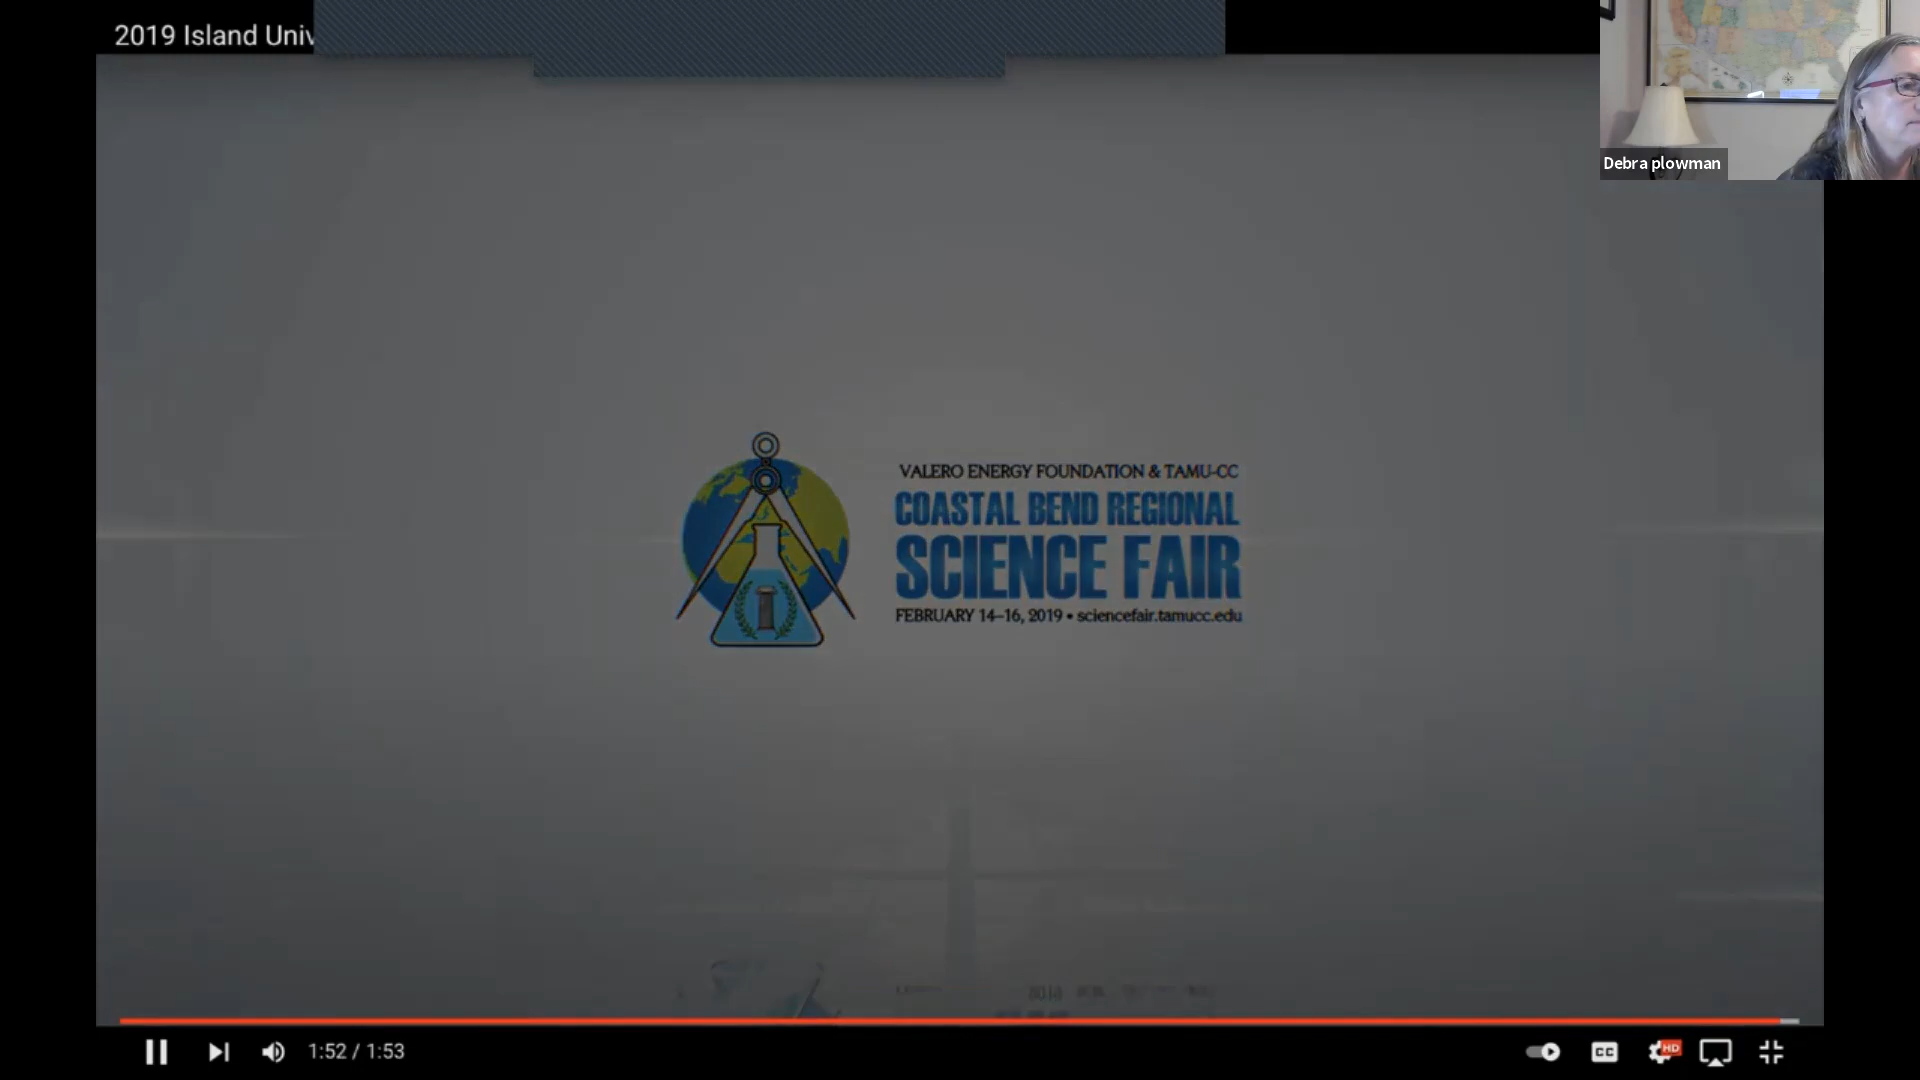 2019 Island Univ
Debra plowman
VALERO ENERGY FOUNDATION & TAMU-CC
COASTAL BEND REGIONAL
SCIENCE FAIR
FEBRUARY 14–16, 2019 • sciencefair.tamucc.edu
1:52 / 1:53
CC
HD